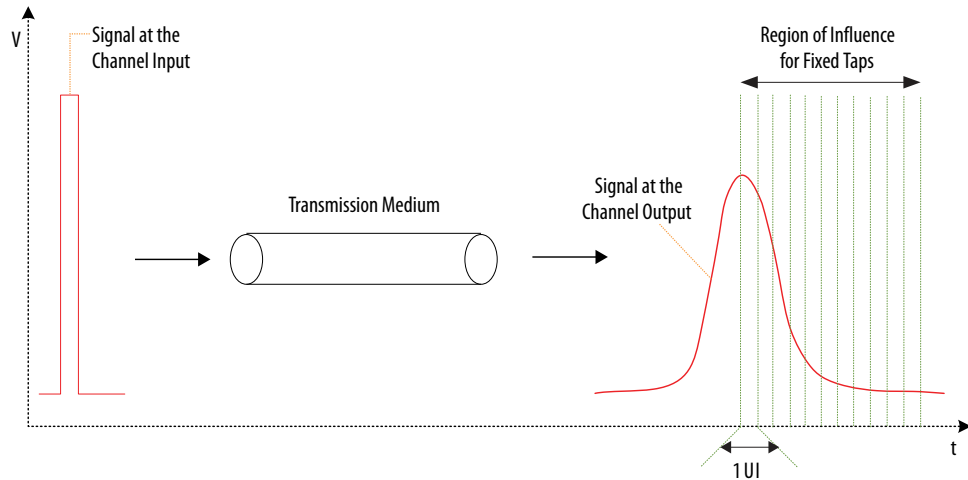 V
Signal at the
Channel Input
Region of Influence
for Fixed Taps
Transmission Medium
Signal at the
Channel Output
t
1 UI